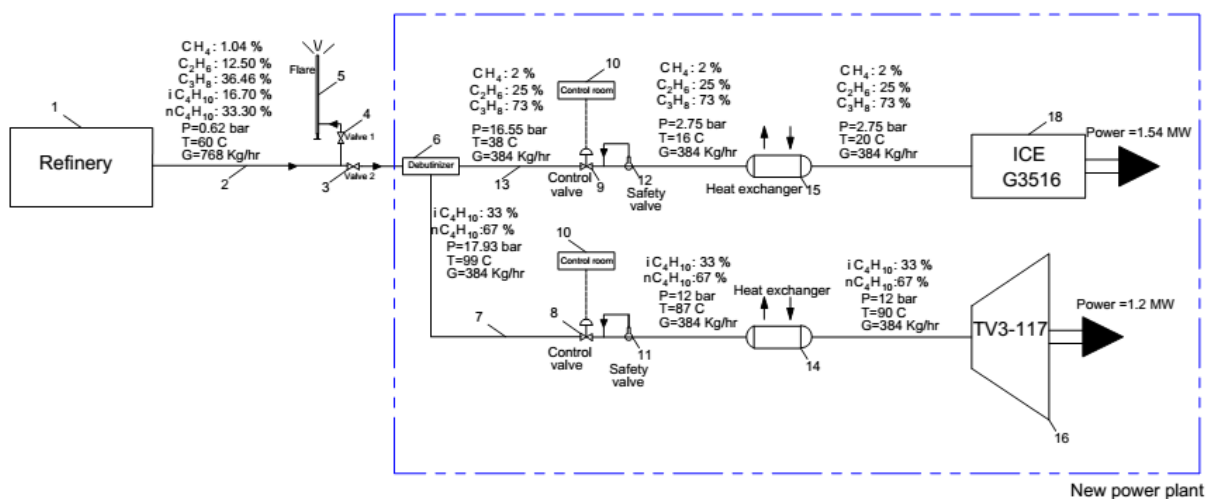 1
Refinery
CH4: 1.04 %
C2H6: 12.50 %
C3H8: 36.46 %
iC4H10: 16.70 %
nC4H10: 33.30 %
P=0.62 bar
T=60 C
G=768 Kg/hr
2
Flare
5
4
Valve 1
3
Valve 2
6
Debutinizer
CH4: 2 %
C2H6: 25 %
C3H8: 73 %
P=16.55 bar
T=38 C
G=384 Kg/hr
13
10
Control room
Control
valve
9
12
Safety
valve
CH4: 2 %
C2H6: 25 %
C3H8: 73 %
P=2.75 bar
T=16 C
G=384 Kg/hr
Heat exchanger
15
CH4: 2 %
C2H6: 25 %
C3H8: 73 %
P=2.75 bar
T=20 C
G=384 Kg/hr
18
ICE
G3516
Power =1.54 MW
iC4H10: 33 %
nC4H10:67 %
P=17.93 bar
T=99 C
G=384 Kg/hr
7
10
Control room
8
Control
valve
11
Safety
valve
iC4H10: 33 %
nC4H10:67 %
P=12 bar
T=87 C
G=384 Kg/hr
Heat exchanger
14
iC4H10: 33 %
nC4H10:67 %
P=12 bar
T=90 C
G=384 Kg/hr
TV3-117
16
Power =1.2 MW
New power plant